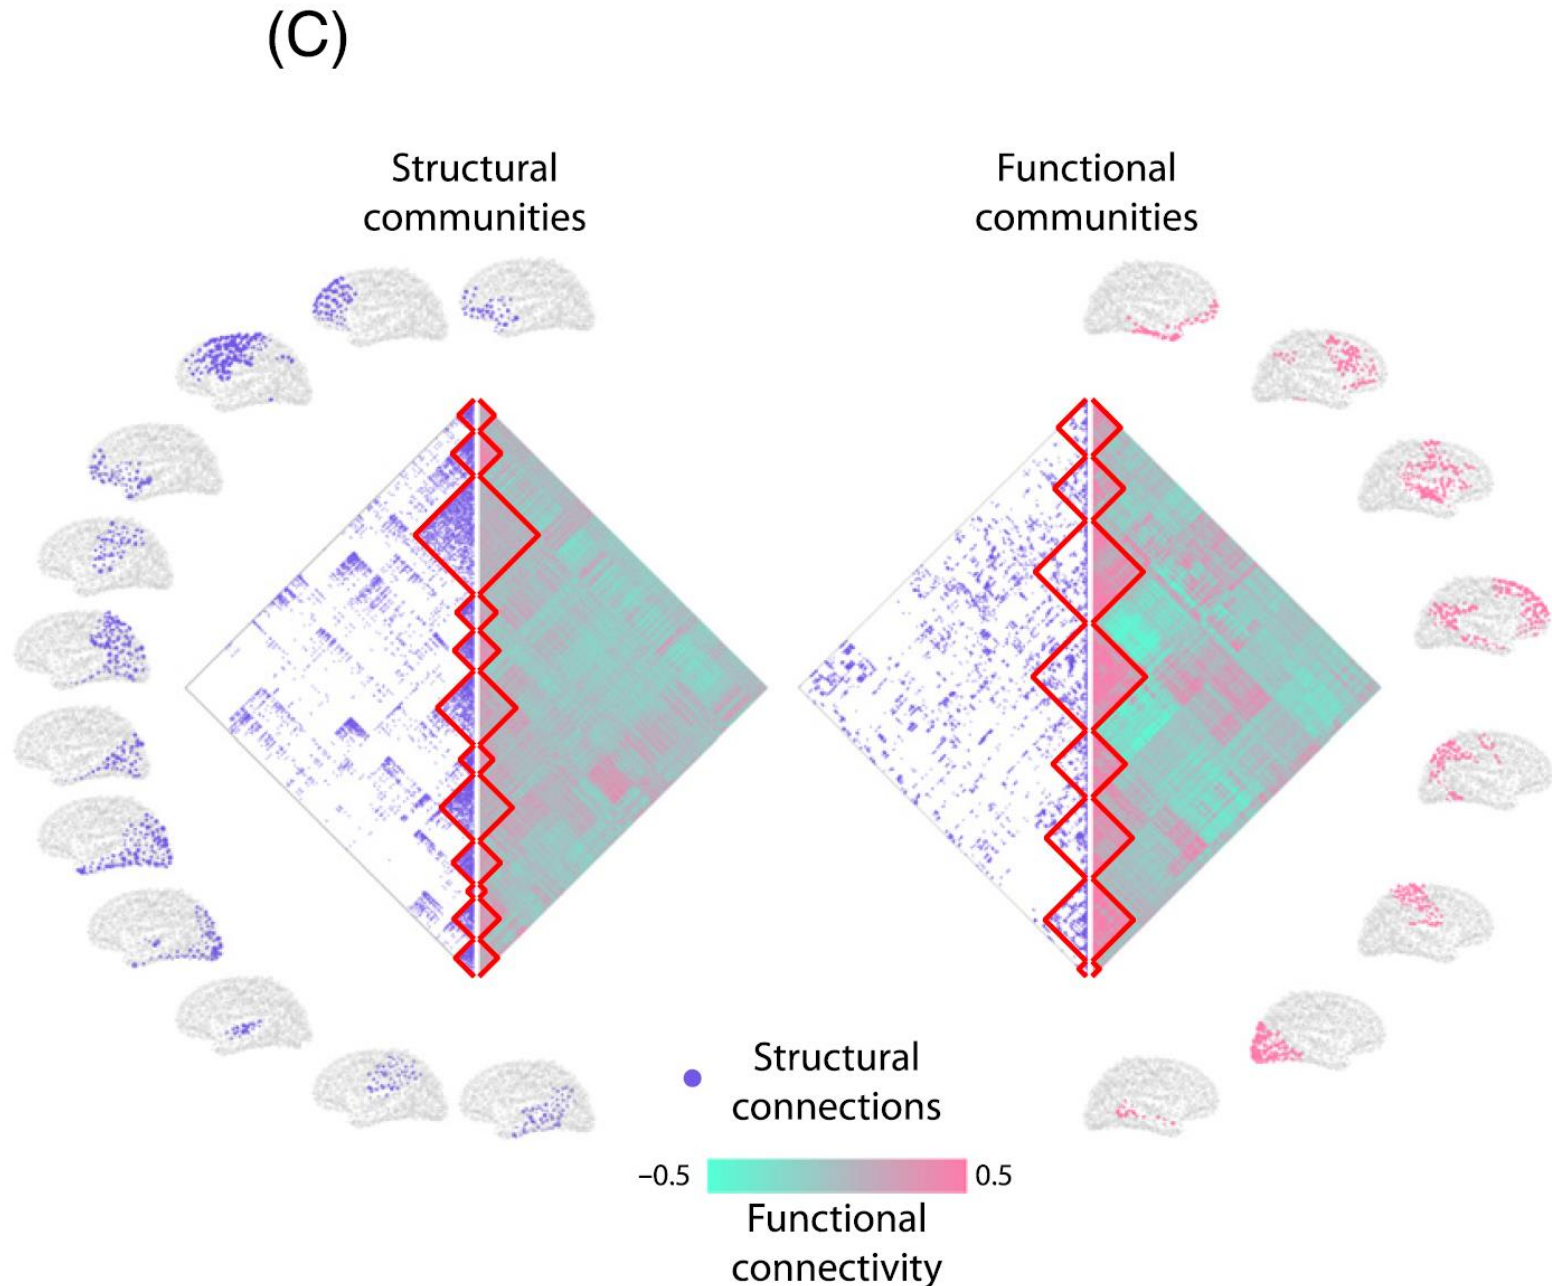 (C)
Structural
communities
Functional
communities
Structural
connections
−0.5
0.5
Functional
connectivity